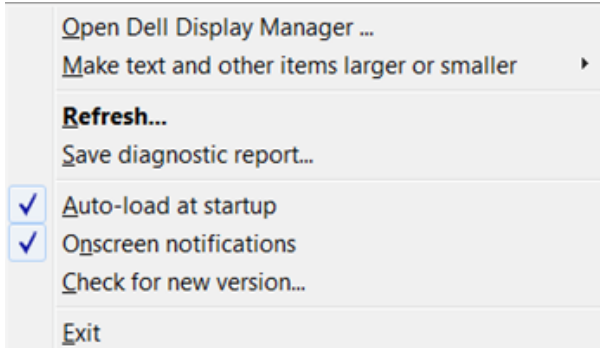 Open Dell Display Manager ...
Make text and other items larger or smaller
Refresh...
Save diagnostic report...
Auto-load at startup
Onscreen notifications
Check for new version...
Exit